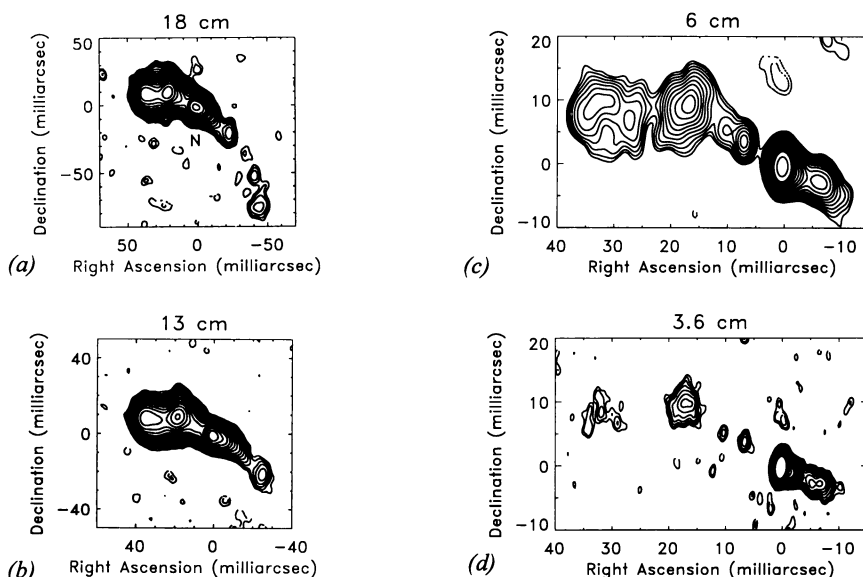 18 cm
Declination (milliarcsec)
0
-50
N
50
0
-50
Right Ascension (milliarcsec)
(a)
13 cm
Declination (milliarcsec)
40
0
-40
40
0
-40
Right Ascension (milliarcsec)
(b)
6 cm
Declination (milliarcsec)
20
10
0
-10
40
30
20
10
0
-10
Right Ascension (milliarcsec)
(c)
3.6 cm
Declination (milliarcsec)
20
10
0
-10
40
30
20
10
0
-10
Right Ascension (milliarcsec)
(d)